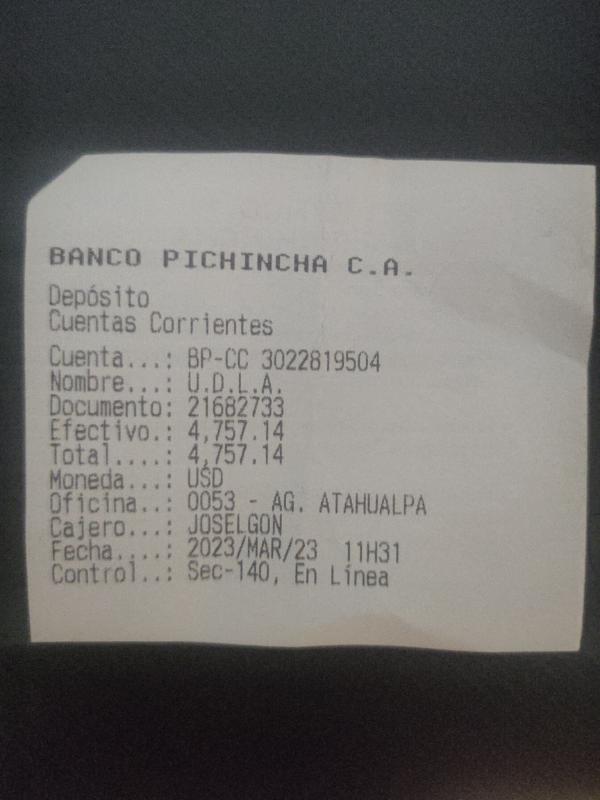 BANCO PICHINCHA C.A.
Depósito
Cuentas Corrientes
Cuenta...: BP-CC 3022819504
Nombre...: U.D.L.A.
Documento: 21682733
Efectivo.: 4,757.14
Total....: 4,757.14
Moneda...: USD
Oficina..: 0053 - AG. ATAHUALPA
Cajero...: JOSELGON
Fecha....: 2023/MAR/23 11H31
Control..: Sec-140, En Línea